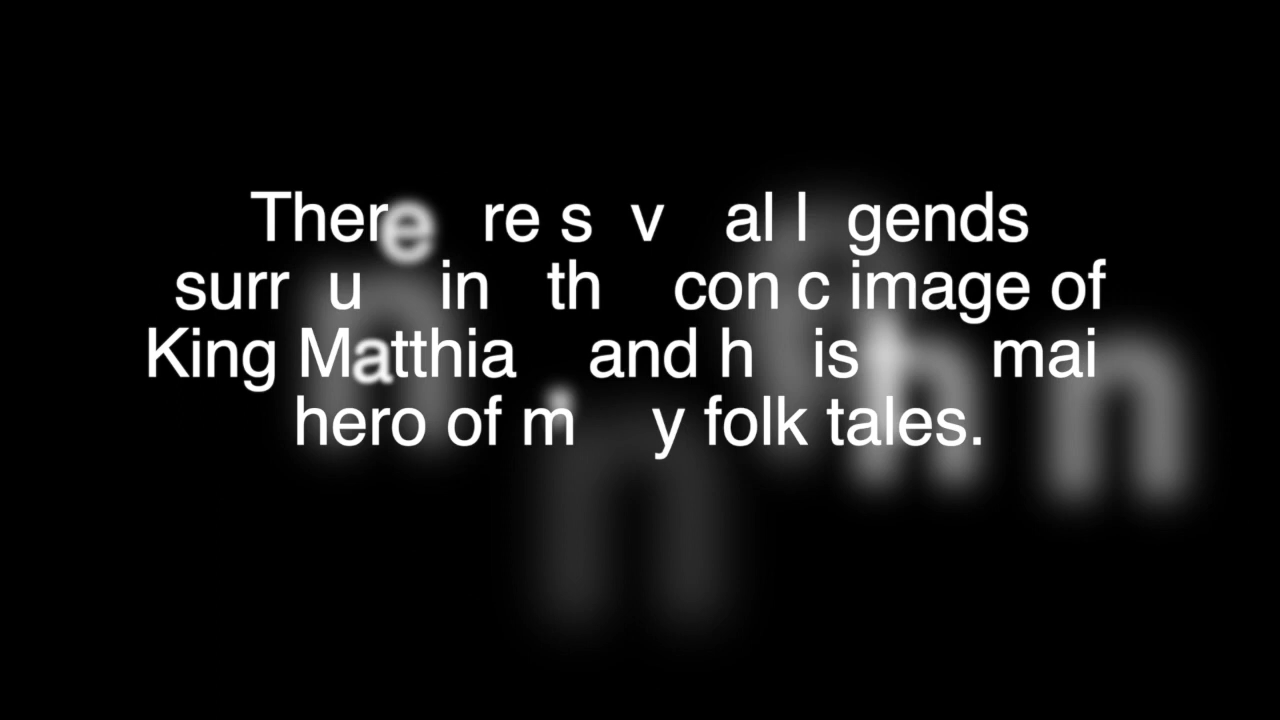 There re s v al l gends
surr u in th con c image of
King Matthia and h is h mai n
hero of m y folk tales.